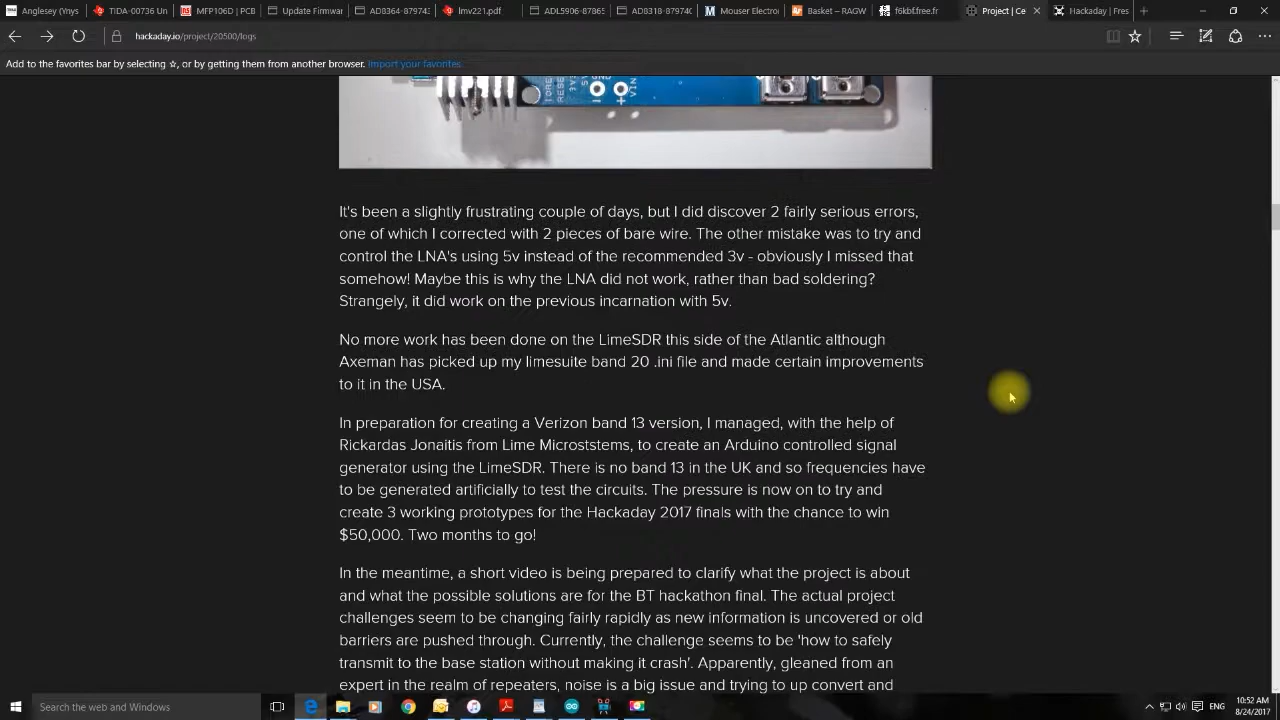 Anglesey (Ynys
TIDA-00736 Un
MFP106D | PCB
Update Firmwar
AD8364-879743
lmv221.pdf
ADL5906-87865
AD8318-87974
Mouser Electron
Basket – RAGW
f6kbf.free.fr
Project | Ce
Hackaday | Fres
hackaday.io/project/20500/logs
Add to the favorites bar by selecting ☆, or by getting them from another browser. Import your favorites.
VIN
It's been a slightly frustrating couple of days, but I did discover 2 fairly serious errors,
one of which I corrected with 2 pieces of bare wire. The other mistake was to try and
control the LNA's using 5v instead of the recommended 3v - obviously I missed that
somehow! Maybe this is why the LNA did not work, rather than bad soldering?
Strangely, it did work on the previous incarnation with 5v.
No more work has been done on the LimeSDR this side of the Atlantic although
Axeman has picked up my limesuite band 20 .ini file and made certain improvements
to it in the USA.
In preparation for creating a Verizon band 13 version, I managed, with the help of
Rickardas Jonaitis from Lime Microststems, to create an Arduino controlled signal
generator using the LimeSDR. There is no band 13 in the UK and so frequencies have
to be generated artificially to test the circuits. The pressure is now on to try and
create 3 working prototypes for the Hackaday 2017 finals with the chance to win
$50,000. Two months to go!
In the meantime, a short video is being prepared to clarify what the project is about
and what the possible solutions are for the BT hackathon final. The actual project
challenges seem to be changing fairly rapidly as new information is uncovered or old
barriers are pushed through. Currently, the challenge seems to be 'how to safely
transmit to the base station without making it crash'. Apparently, gleaned from an
expert in the realm of repeaters, noise is a big issue and trying to up convert and
Search the web and Windows
ENG
10:52 AM
8/24/2017